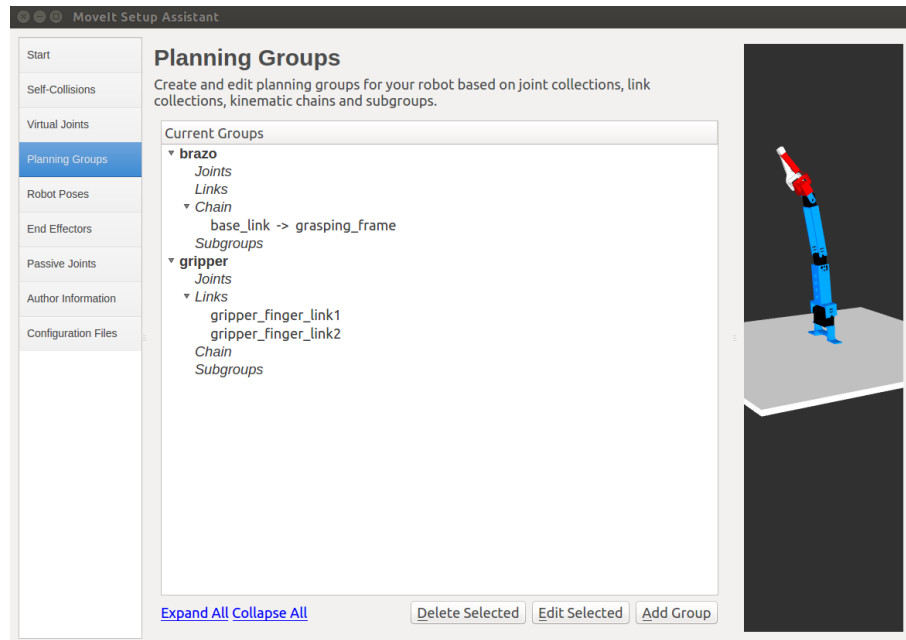 MoveIt Setup Assistant
Start
Self-Collisions
Virtual Joints
Planning Groups
Robot Poses
End Effectors
Passive Joints
Author Information
Configuration Files
Planning Groups
Create and edit planning groups for your robot based on joint collections, link
collections, kinematic chains and subgroups.
Current Groups
brazo
Joints
Links
Chain
base_link -> grasping_frame
Subgroups
gripper
Joints
Links
gripper_finger_link1
gripper_finger_link2
Chain
Subgroups
Expand All Collapse All
Delete Selected
Edit Selected
Add Group